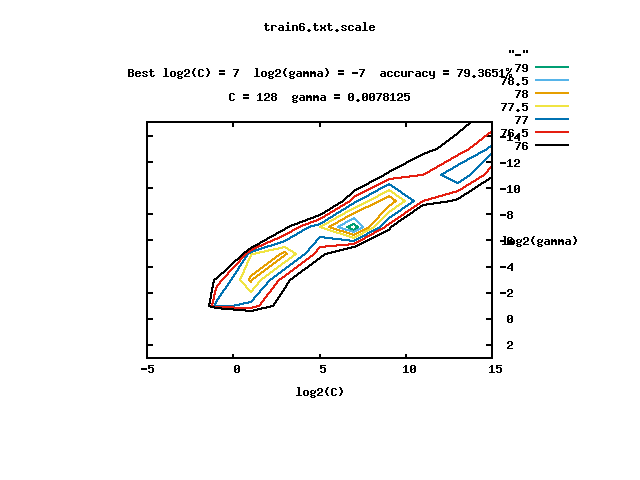 train6.txt.scale
"-"
Best log2(C) = 7  log2(gamma) = -7  accuracy = 79.3651%
C = 128  gamma = 0.0078125
79
78.5
78
77.5
77
76.5
76
-14
-12
-10
-8
-6
log2(gamma)
-4
-2
0
2
-5 0 5 10 15
log2(C)